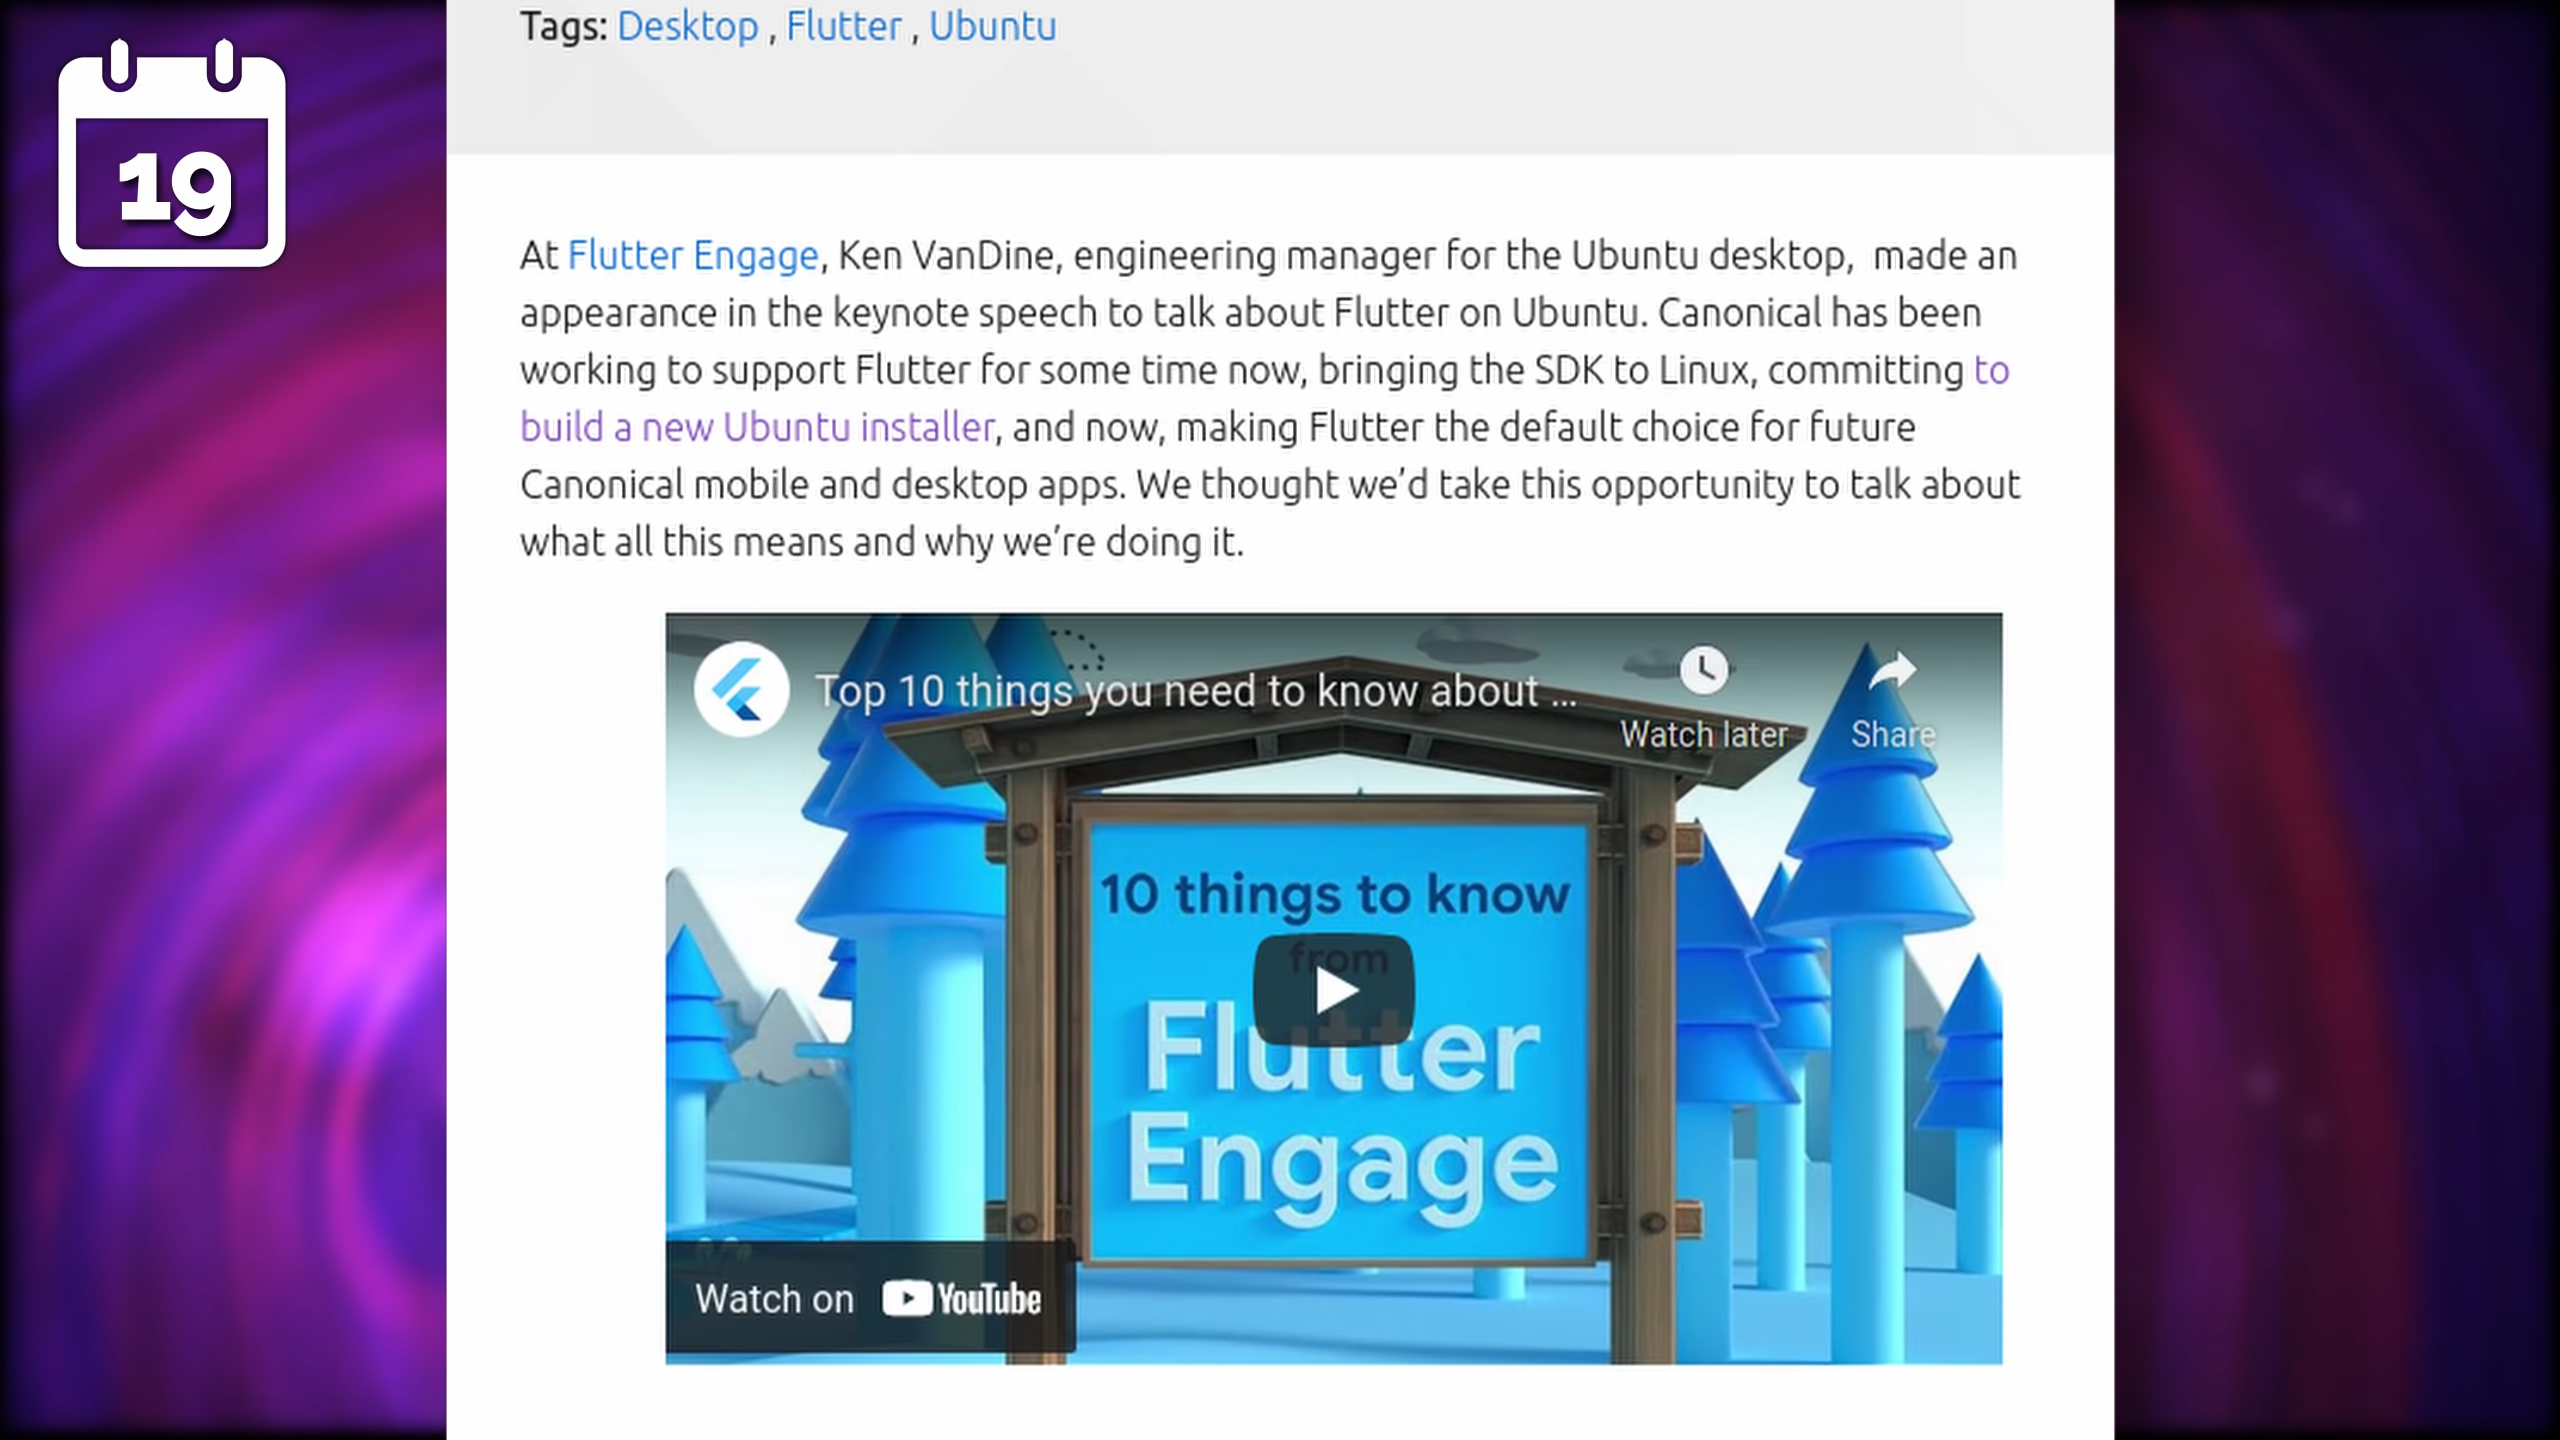 Tags: Desktop , Flutter , Ubuntu
19
At Flutter Engage, Ken VanDine, engineering manager for the Ubuntu desktop,  made an
appearance in the keynote speech to talk about Flutter on Ubuntu. Canonical has been
working to support Flutter for some time now, bringing the SDK to Linux, committing to
build a new Ubuntu installer, and now, making Flutter the default choice for future
Canonical mobile and desktop apps. We thought we’d take this opportunity to talk about
what all this means and why we’re doing it.
Top 10 things you need to know about ...
Watch later
Share
10 things to know
from
Flutter
Engage
Watch on YouTube